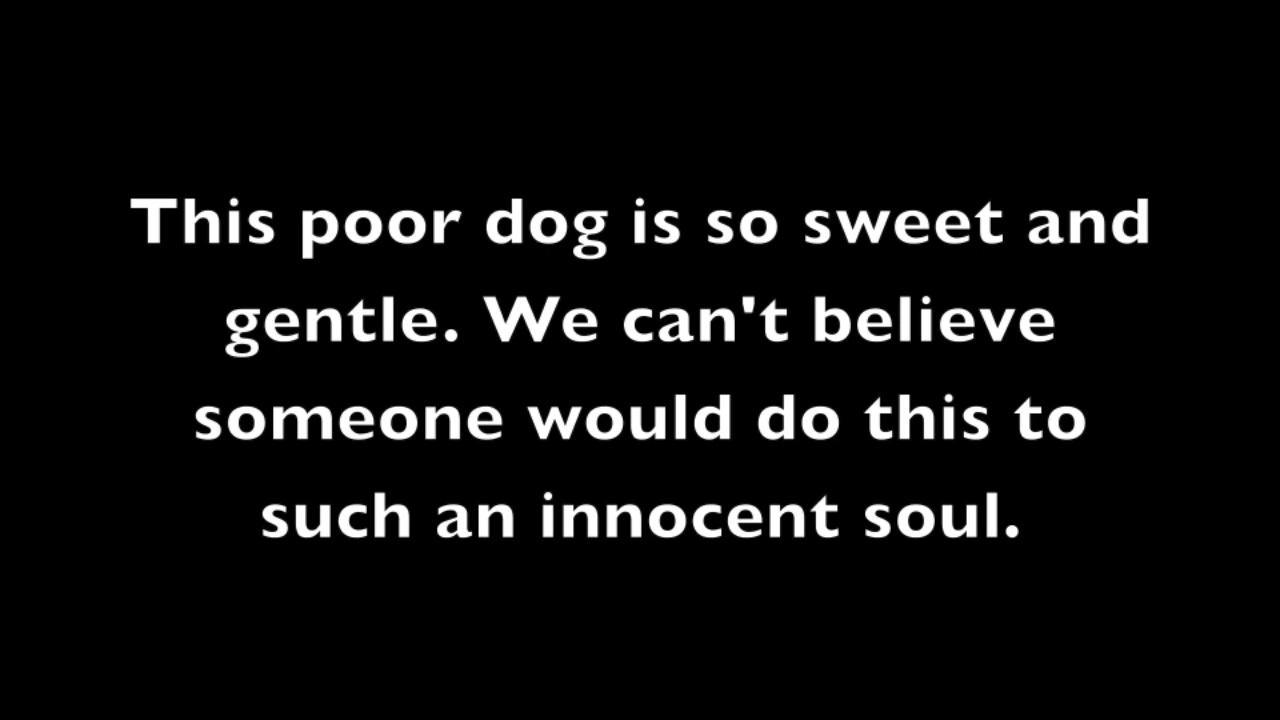 This poor dog is so sweet and
gentle. We can't believe
someone would do this to
such an innocent soul.